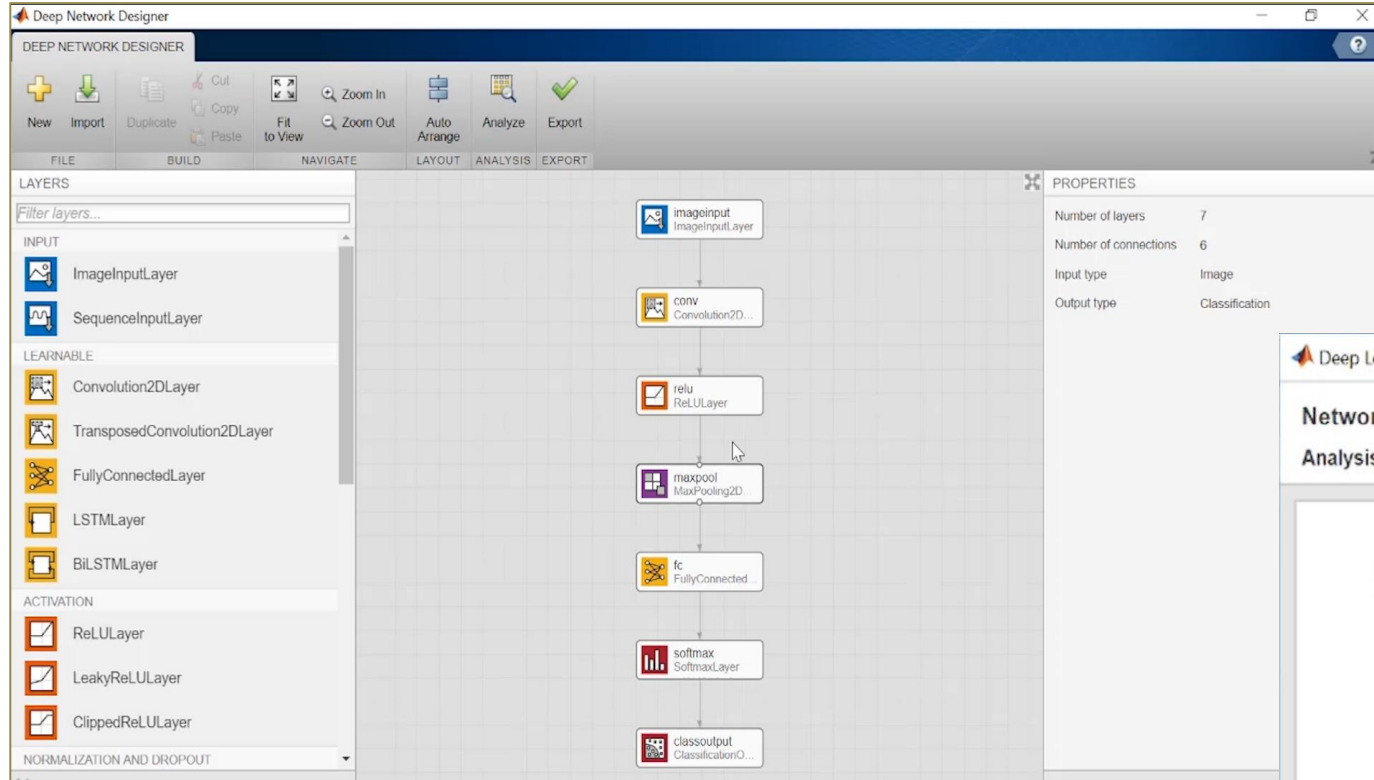 Deep Network Designer
DEEP NETWORK DESIGNER
New
Import
Duplicate
Cut
Copy
Paste
Fit
to View
Zoom In
Zoom Out
Auto
Arrange
Analyze
Export
FILE
BUILD
NAVIGATE
LAYOUT
ANALYSIS
EXPORT
LAYERS
Filter layers...
INPUT
ImageInputLayer
SequenceInputLayer
LEARNABLE
Convolution2DLayer
TransposedConvolution2DLayer
FullyConnectedLayer
LSTMLayer
BiLSTMLayer
ACTIVATION
ReLULayer
LeakyReLULayer
ClippedReLULayer
NORMALIZATION AND DROPOUT
imageinput
ImageInputLayer
conv
Convolution2D...
relu
ReLULayer
maxpool
MaxPooling2D...
fc
FullyConnected...
softmax
SoftmaxLayer
classoutput
ClassificationO...
PROPERTIES
Number of layers 7
Number of connections 6
Input type Image
Output type Classification
Deep L
Networ
Analysis